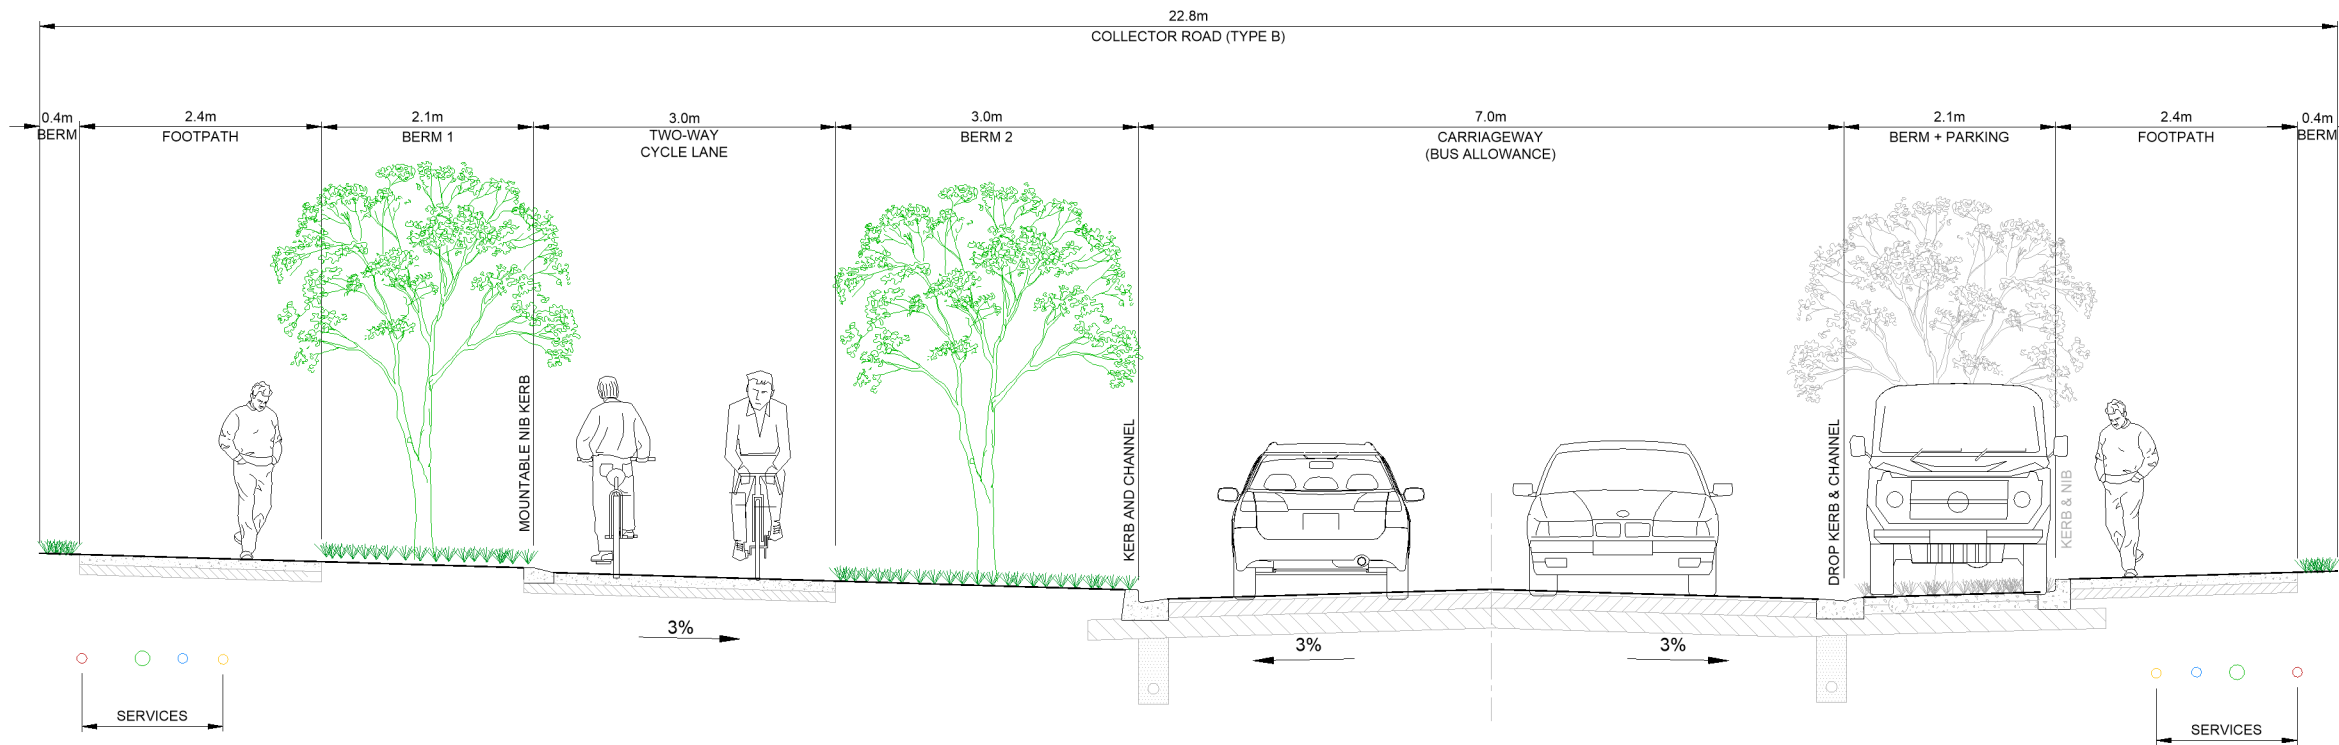 22.8m
COLLECTOR ROAD (TYPE B)
0.4m
BERM
2.4m
FOOTPATH
2.1m
BERM 1
3.0m
TWO-WAY
CYCLE LANE
3.0m
BERM 2
7.0m
CARRIAGEWAY
(BUS ALLOWANCE)
2.1m
BERM + PARKING
2.4m
FOOTPATH
0.4m
BERM
MOUNTABLE NIB KERB
KERB AND CHANNEL
DROP KERB & CHANNEL
KERB & NIB
3%
3%
3%
SERVICES
SERVICES